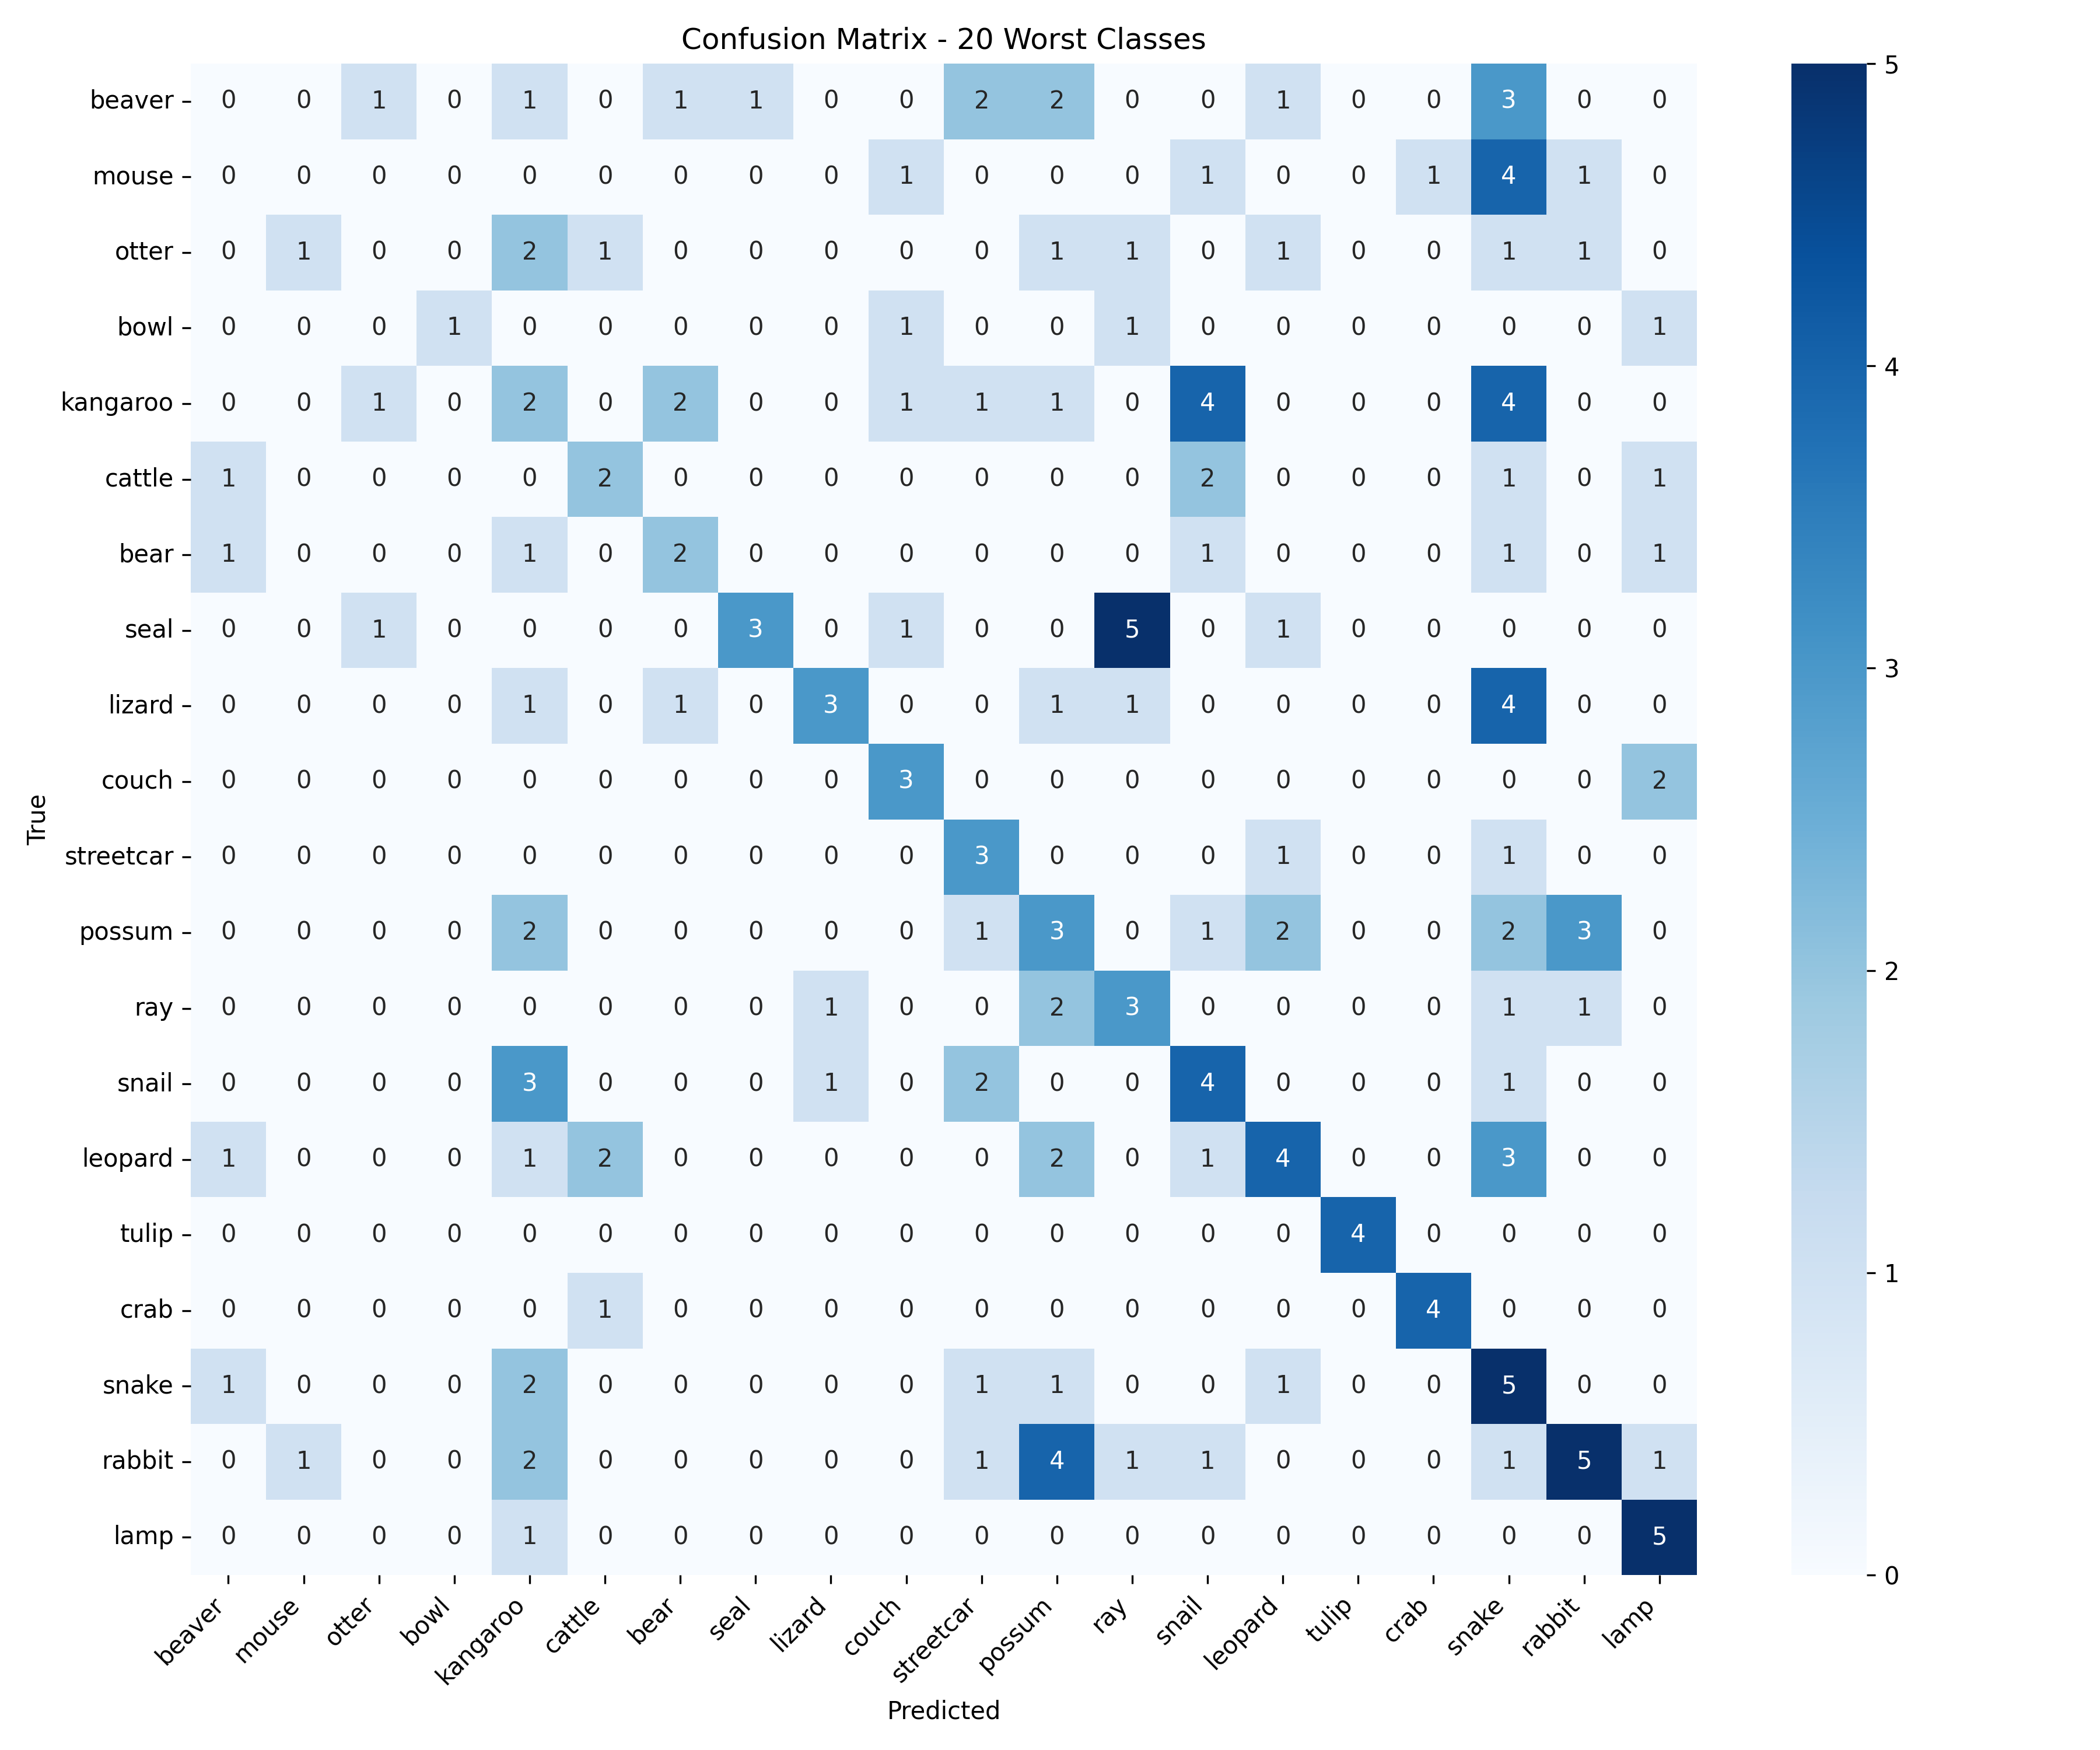 Confusion Matrix - 20 Worst Classes
beaver 0 0 1 0 1 0 1 1 0 0 2 2 0 0 1 0 0 3 0 0
mouse 0 0 0 0 0 0 0 0 0 1 0 0 0 1 0 0 1 4 1 0
otter 0 1 0 0 2 1 0 0 0 0 0 1 1 0 1 0 0 1 1 0
bowl 0 0 0 1 0 0 0 0 0 1 0 0 1 0 0 0 0 0 0 1
kangaroo 0 0 1 0 2 0 2 0 0 1 1 1 0 4 0 0 0 4 0 0
cattle 1 0 0 0 0 2 0 0 0 0 0 0 0 2 0 0 0 1 0 1
bear 1 0 0 0 1 0 2 0 0 0 0 0 0 1 0 0 0 1 0 1
seal 0 0 1 0 0 0 0 3 0 1 0 0 5 0 1 0 0 0 0 0
lizard 0 0 0 0 1 0 1 0 3 0 0 1 1 0 0 0 0 4 0 0
couch 0 0 0 0 0 0 0 0 0 3 0 0 0 0 0 0 0 0 0 2
streetcar 0 0 0 0 0 0 0 0 0 0 3 0 0 0 1 0 0 1 0 0
possum 0 0 0 0 2 0 0 0 0 0 1 3 0 1 2 0 0 2 3 0
ray 0 0 0 0 0 0 0 0 1 0 0 2 3 0 0 0 0 1 1 0
snail 0 0 0 0 3 0 0 0 1 0 2 0 0 4 0 0 0 1 0 0
leopard 1 0 0 0 1 2 0 0 0 0 0 2 0 1 4 0 0 3 0 0
tulip 0 0 0 0 0 0 0 0 0 0 0 0 0 0 0 4 0 0 0 0
crab 0 0 0 0 0 1 0 0 0 0 0 0 0 0 0 0 4 0 0 0
snake 1 0 0 0 2 0 0 0 0 0 1 1 0 0 1 0 0 5 0 0
rabbit 0 1 0 0 2 0 0 0 0 0 1 4 1 1 0 0 0 1 5 1
lamp 0 0 0 0 1 0 0 0 0 0 0 0 0 0 0 0 0 0 0 5
beaver mouse otter bowl kangaroo cattle bear seal lizard couch streetcar possum ray snail leopard tulip crab snake rabbit lamp
Predicted
True
5
4
3
2
1
0